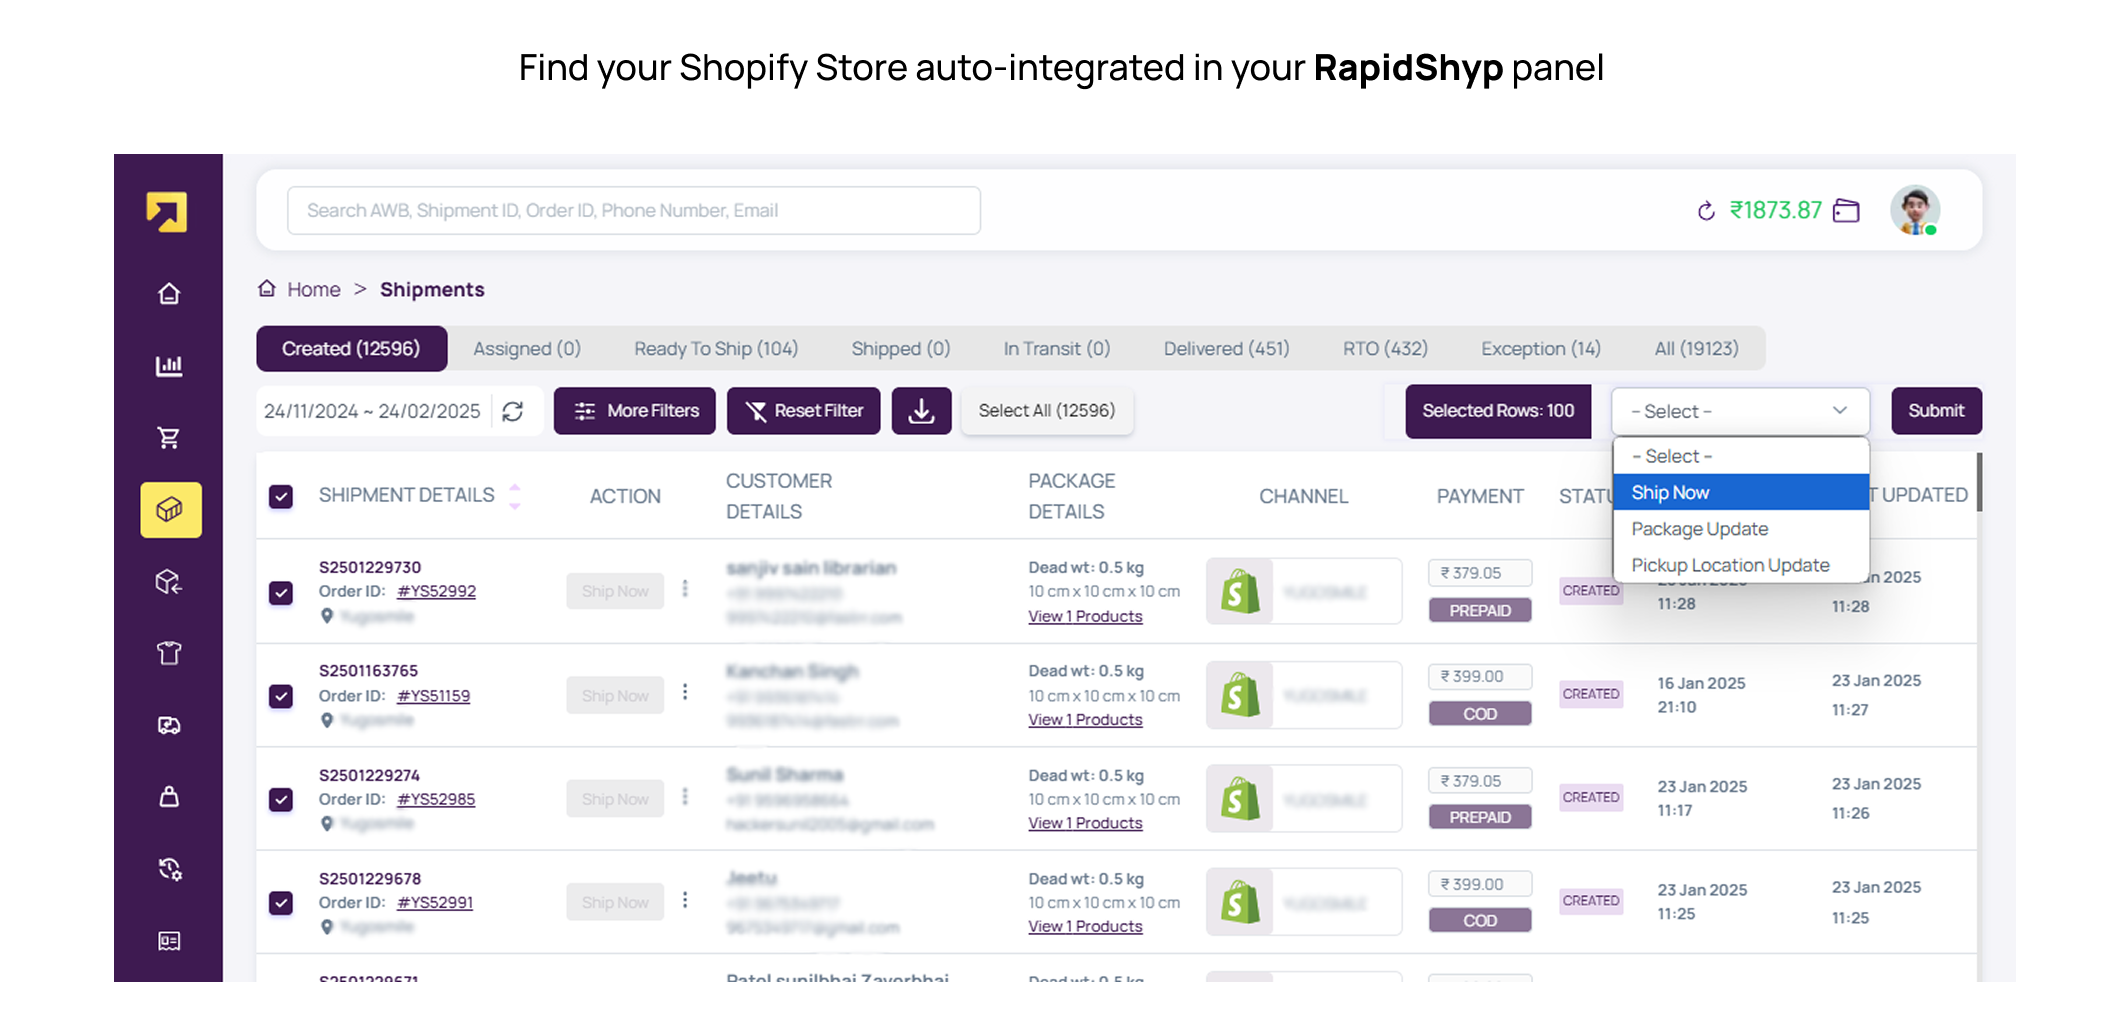 Find your Shopify Store auto-integrated in your RapidShyp panel
Search AWB, Shipment ID, Order ID, Phone Number, Email
₹1873.87
Home > Shipments
Created (12596) Assigned (0) Ready To Ship (104) Shipped (0) In Transit (0) Delivered (451) RTO (432) Exception (14) All (19123)
24/11/2024 ~ 24/02/2025 More Filters Reset Filter Select All (12596) Selected Rows: 100 -- Select -- Submit
-- Select --
Ship Now
Package Update
Pickup Location Update
SHIPMENT DETAILS ACTION CUSTOMER DETAILS PACKAGE DETAILS CHANNEL PAYMENT STATU T UPDATED
S2501229730
Order ID: #YS52992
Ship Now
sanjiv sain librarian
Dead wt: 0.5 kg
10 cm x 10 cm x 10 cm
View 1 Products
₹ 379.05
PREPAID
CREATED
11:28
an 2025
11:28
S2501163765
Order ID: #YS51159
Ship Now
Kanchan Singh
Dead wt: 0.5 kg
10 cm x 10 cm x 10 cm
View 1 Products
₹ 399.00
COD
CREATED
16 Jan 2025
21:10
23 Jan 2025
11:27
S2501229274
Order ID: #YS52985
Ship Now
Sunil Sharma
Dead wt: 0.5 kg
10 cm x 10 cm x 10 cm
View 1 Products
₹ 379.05
PREPAID
CREATED
23 Jan 2025
11:17
23 Jan 2025
11:26
S2501229678
Order ID: #YS52991
Ship Now
Jeetu
Dead wt: 0.5 kg
10 cm x 10 cm x 10 cm
View 1 Products
₹ 399.00
COD
CREATED
23 Jan 2025
11:25
23 Jan 2025
11:25
S2501229671
Patel sunilbhai Zaverbhai
Dead wt: 0.5 kg